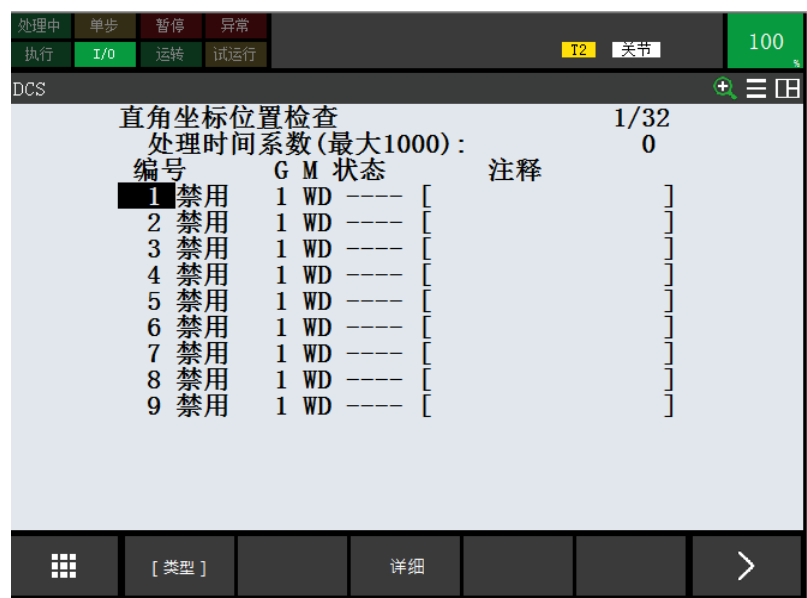 处理中 单步 暂停 异常
执行 I/O 运转 试运行 T2 关节 100 %
DCS
直角坐标位置检查 1/32
处理时间系数(最大1000): 0
编号 G M 状态 注释
1 禁用 1 WD ---- [ ]
2 禁用 1 WD ---- [ ]
3 禁用 1 WD ---- [ ]
4 禁用 1 WD ---- [ ]
5 禁用 1 WD ---- [ ]
6 禁用 1 WD ---- [ ]
7 禁用 1 WD ---- [ ]
8 禁用 1 WD ---- [ ]
9 禁用 1 WD ---- [ ]
[ 类型 ] 详细